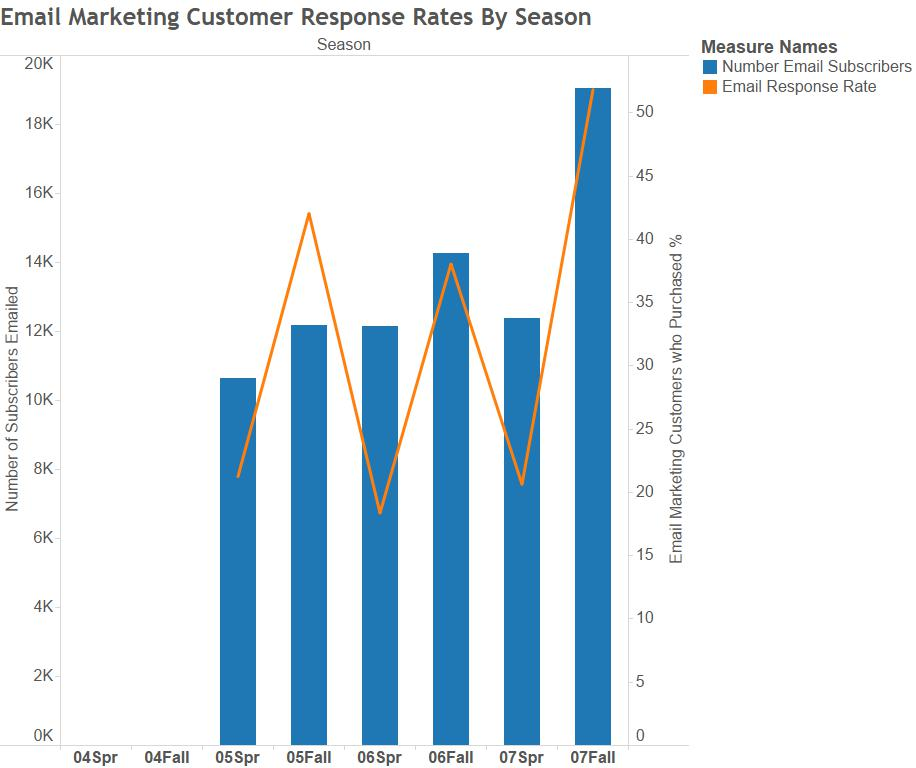 Email Marketing Customer Response Rates By Season
Season
Measure Names
Number Email Subscribers
Email Response Rate
Number of Subscribers Emailed
20K
18K
16K
14K
12K
10K
8K
6K
4K
2K
0K
50
45
40
35
30
25
20
15
10
5
0
Email Marketing Customers who Purchased %
04Spr 04Fall 05Spr 05Fall 06Spr 06Fall 07Spr 07Fall